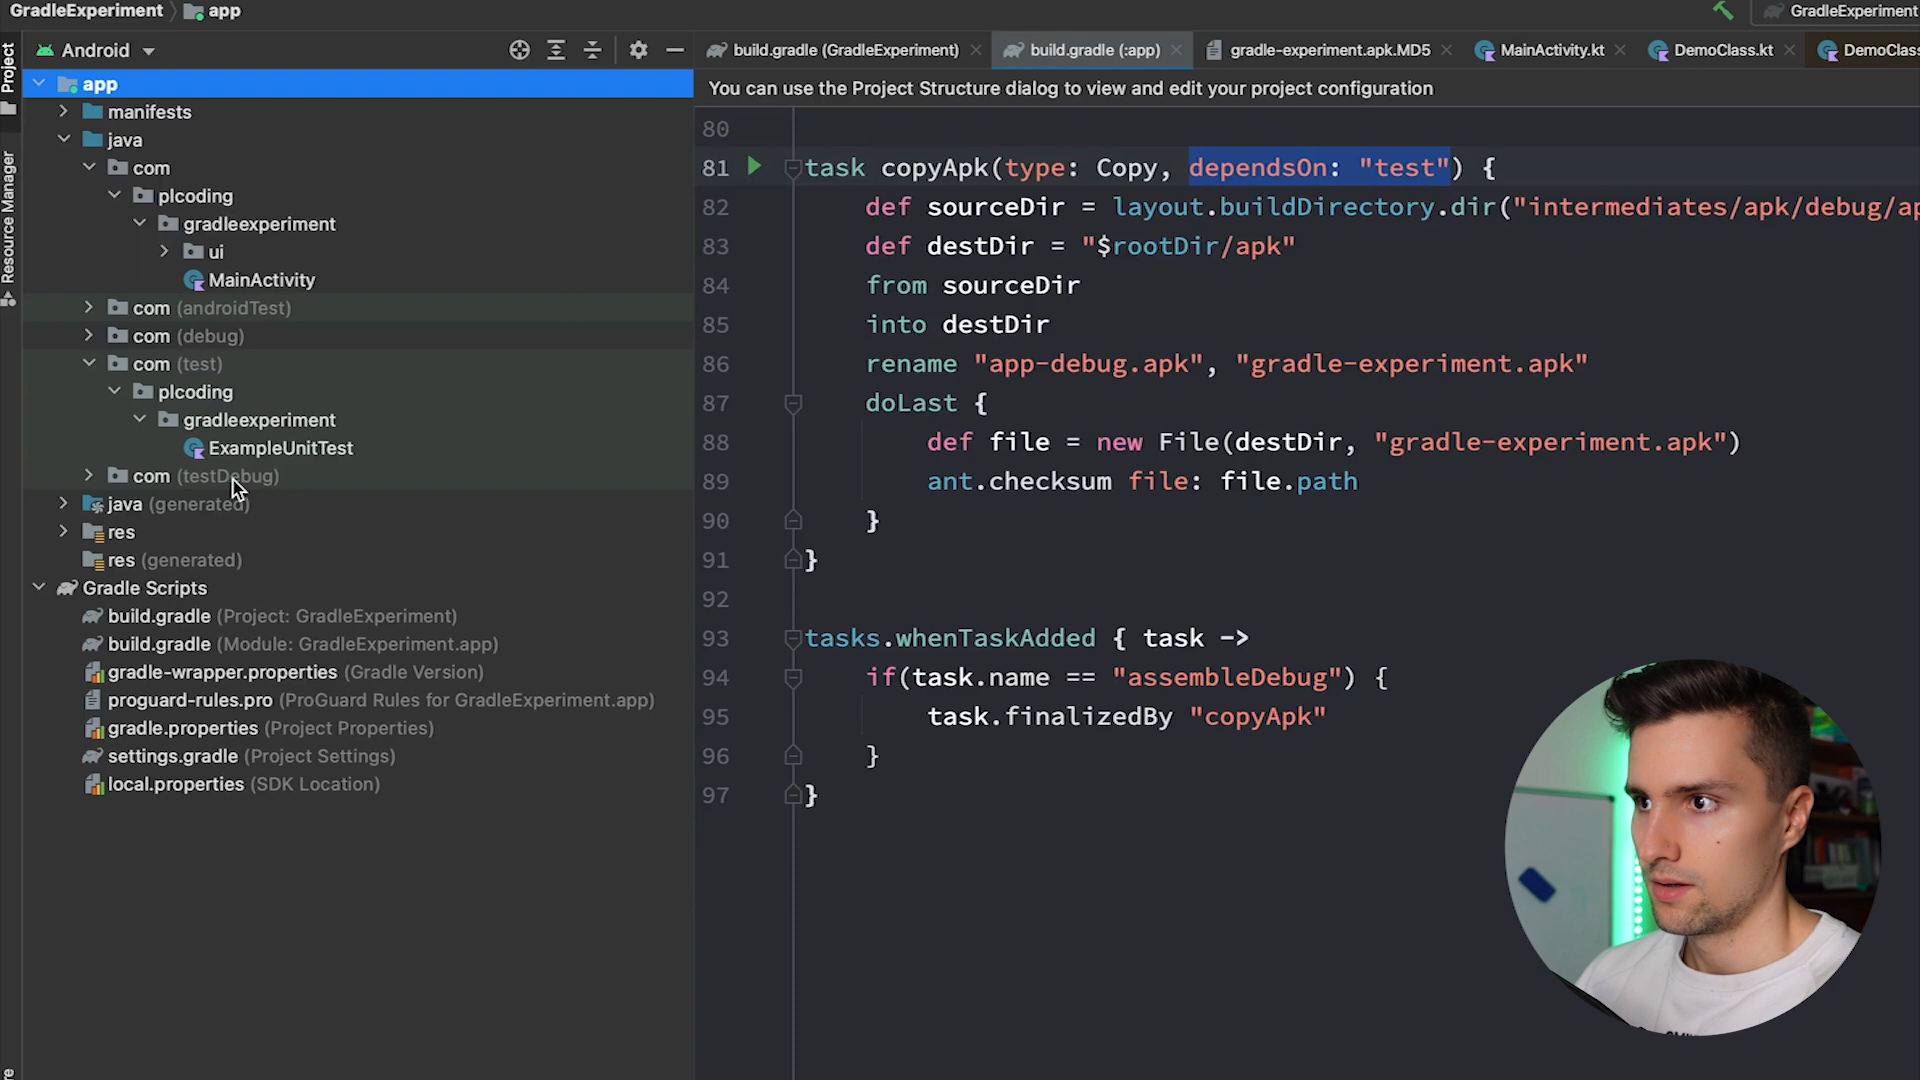 GradleExperiment
app
GradleExperiment
Project
Resource Manager
Android
build.gradle (GradleExperiment)
build.gradle (:app)
gradle-experiment.apk.MD5
MainActivity.kt
DemoClass.kt
DemoClass
You can use the Project Structure dialog to view and edit your project configuration
app
manifests
java
com
plcoding
gradleexperiment
ui
MainActivity
com (androidTest)
com (debug)
com (test)
plcoding
gradleexperiment
ExampleUnitTest
com (testDebug)
java (generated)
res
res (generated)
Gradle Scripts
build.gradle (Project: GradleExperiment)
build.gradle (Module: GradleExperiment.app)
gradle-wrapper.properties (Gradle Version)
proguard-rules.pro (ProGuard Rules for GradleExperiment.app)
gradle.properties (Project Properties)
settings.gradle (Project Settings)
local.properties (SDK Location)
80
81 task copyApk(type: Copy, dependsOn: "test") {
82 def sourceDir = layout.buildDirectory.dir("intermediates/apk/debug/ap
83 def destDir = "$rootDir/apk"
84 from sourceDir
85 into destDir
86 rename "app-debug.apk", "gradle-experiment.apk"
87 doLast {
88 def file = new File(destDir, "gradle-experiment.apk")
89 ant.checksum file: file.path
90 }
91 }
92
93 tasks.whenTaskAdded { task ->
94 if(task.name == "assembleDebug") {
95 task.finalizedBy "copyApk"
96 }
97 }